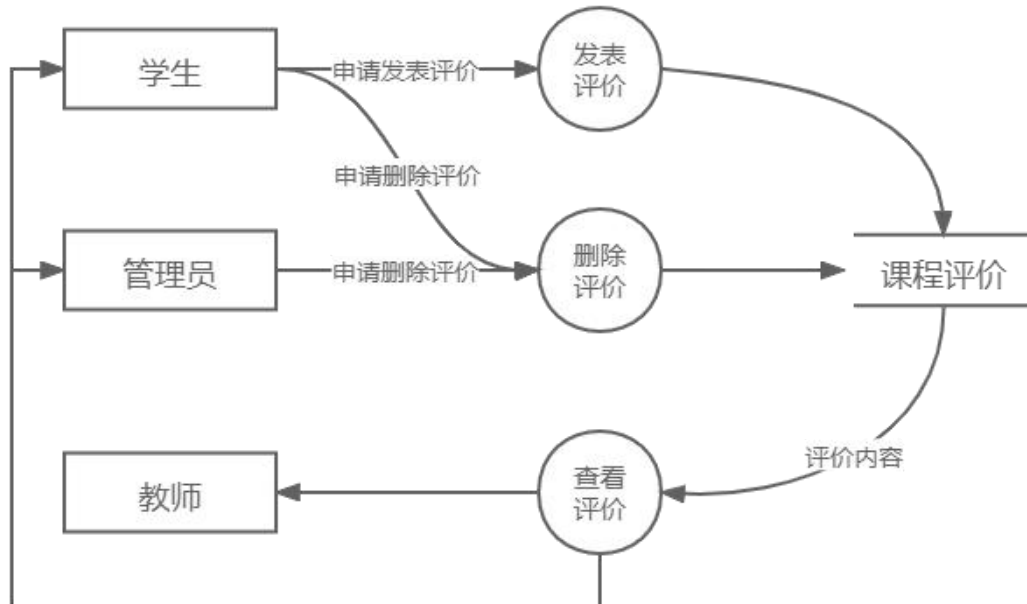 学生
申请发表评价
发表
评价
申请删除评价
管理员
申请删除评价
删除
评价
课程评价
评价内容
教师
查看
评价